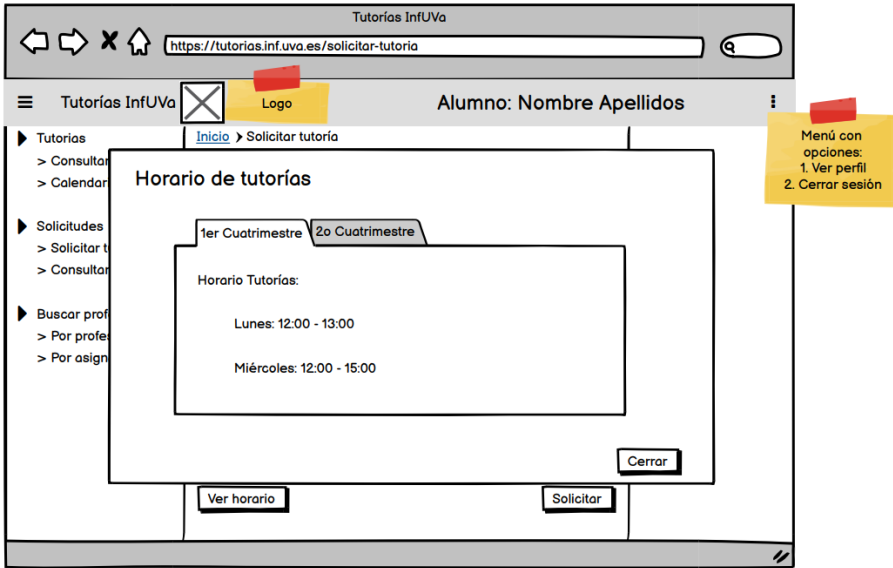 Tutorías InfUVa
https://tutorias.inf.uva.es/solicitar-tutoria
Tutorías InfUVa
Logo
Alumno: Nombre Apellidos
Menú con
opciones:
1. Ver perfil
2. Cerrar sesión
Inicio > Solicitar tutoría
Tutorias
> Consultar
> Calendar
Solicitudes
> Solicitar t
> Consultar
Buscar prof
> Por profe
> Por asign
Horario de tutorías
1er Cuatrimestre
2o Cuatrimestre
Horario Tutorías:
Lunes: 12:00 - 13:00
Miércoles: 12:00 - 15:00
Cerrar
Ver horario
Solicitar